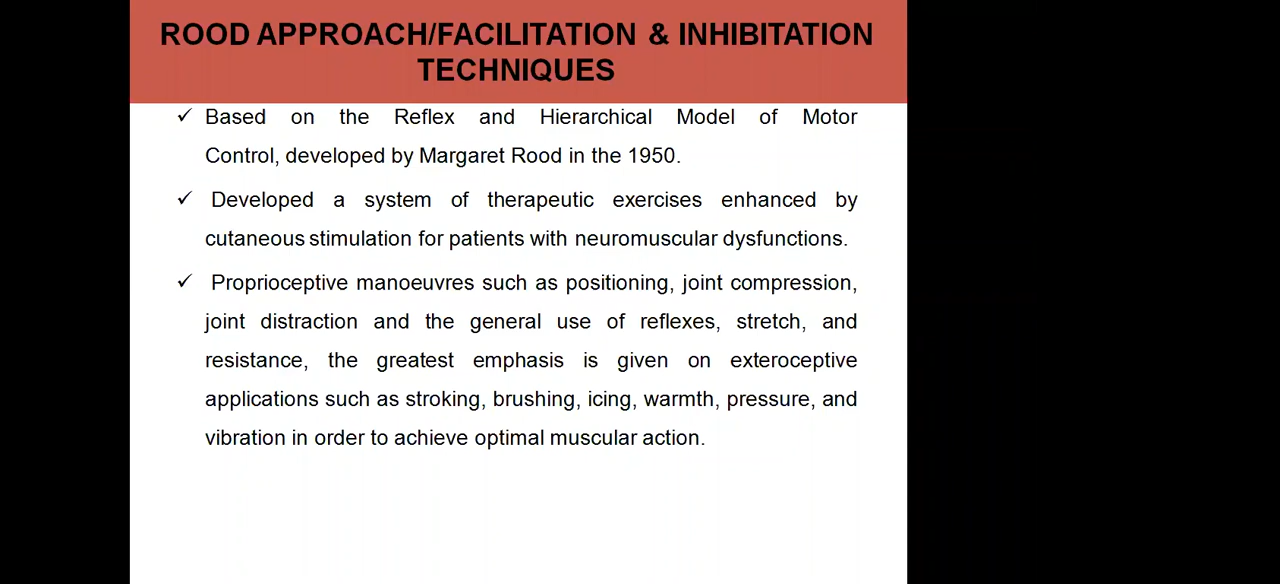 ROOD APPROACH/FACILITATION & INHIBITATION
TECHNIQUES
✓ Based on the Reflex and Hierarchical Model of Motor
Control, developed by Margaret Rood in the 1950.
✓ Developed a system of therapeutic exercises enhanced by
cutaneous stimulation for patients with neuromuscular dysfunctions.
✓ Proprioceptive manoeuvres such as positioning, joint compression,
joint distraction and the general use of reflexes, stretch, and
resistance, the greatest emphasis is given on exteroceptive
applications such as stroking, brushing, icing, warmth, pressure, and
vibration in order to achieve optimal muscular action.